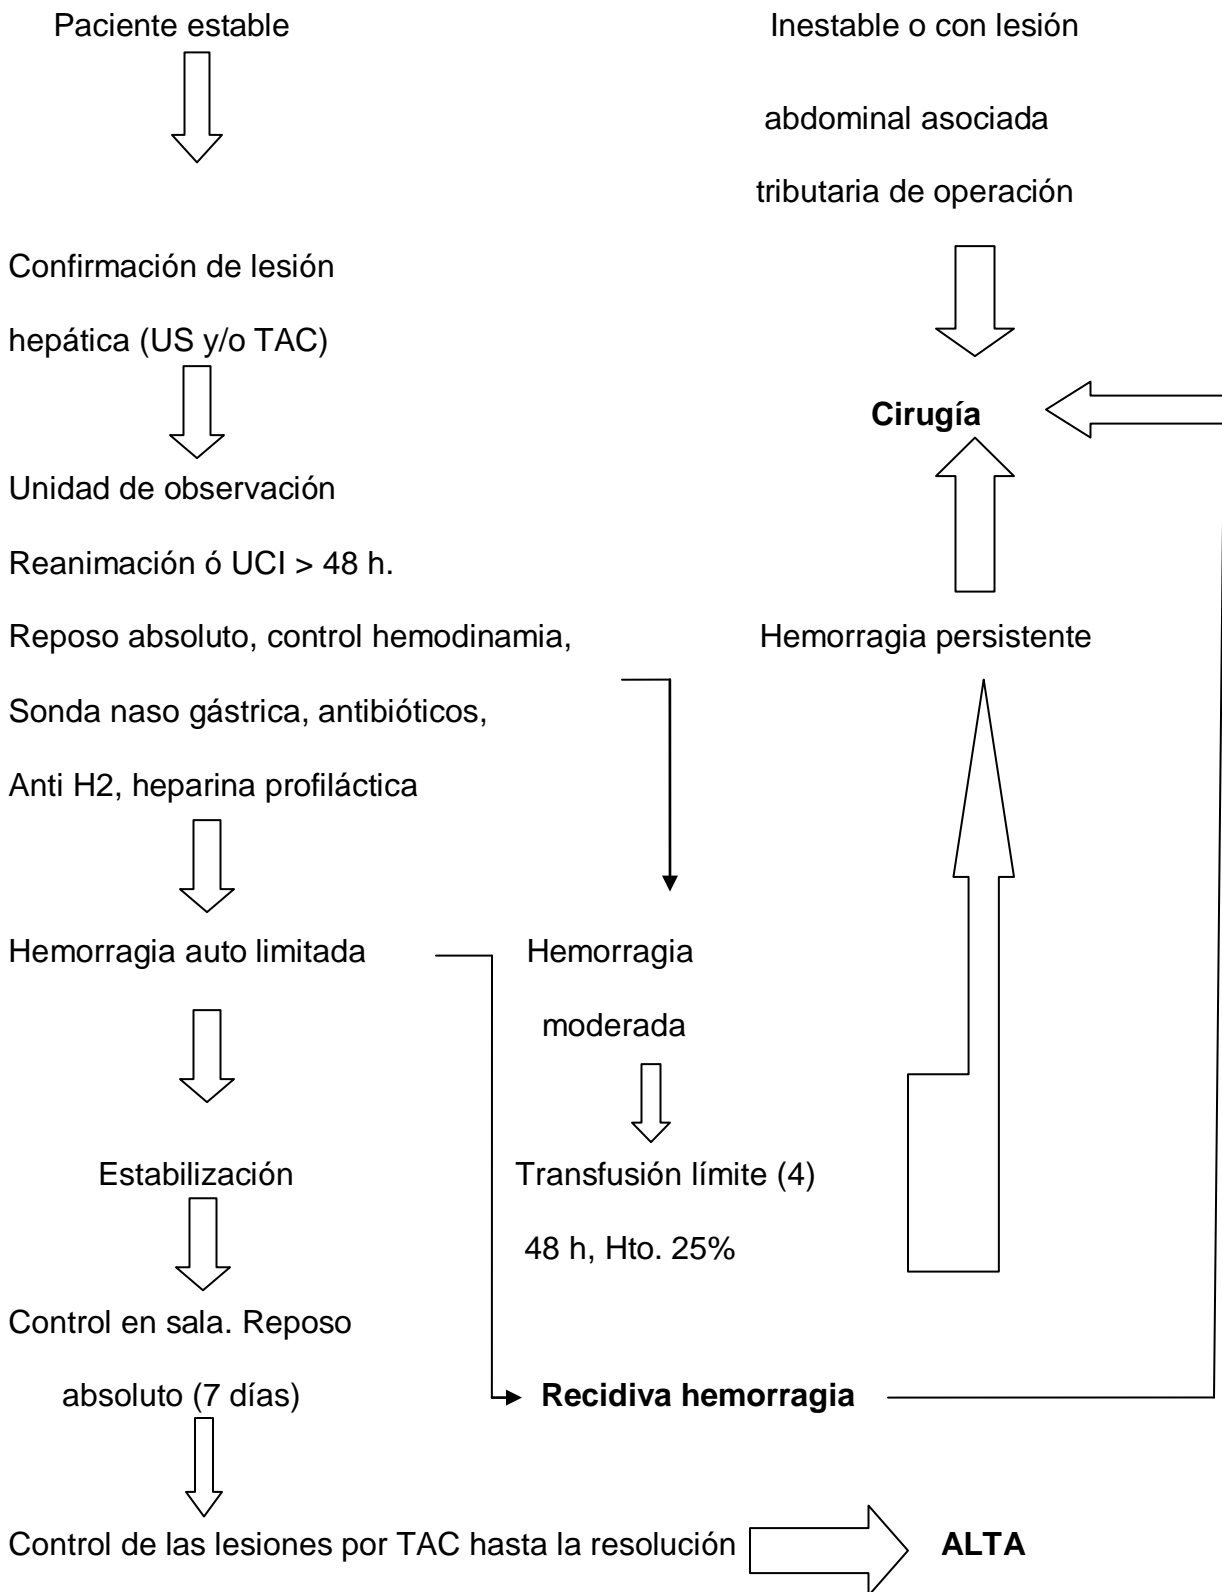 Paciente estable
Inestable o con lesión
abdominal asociada
tributaria de operación
Confirmación de lesión
hepática (US y/o TAC)
Cirugía
Unidad de observación
Reanimación ó UCI > 48 h.
Reposo absoluto, control hemodinamia,
Sonda naso gástrica, antibióticos,
Anti H2, heparina profiláctica
Hemorragia persistente
Hemorragia auto limitada
Hemorragia
moderada
Estabilización
Transfusión límite (4)
48 h, Hto. 25%
Control en sala. Reposo
absoluto (7 días)
Recidiva hemorragia
Control de las lesiones por TAC hasta la resolución
ALTA